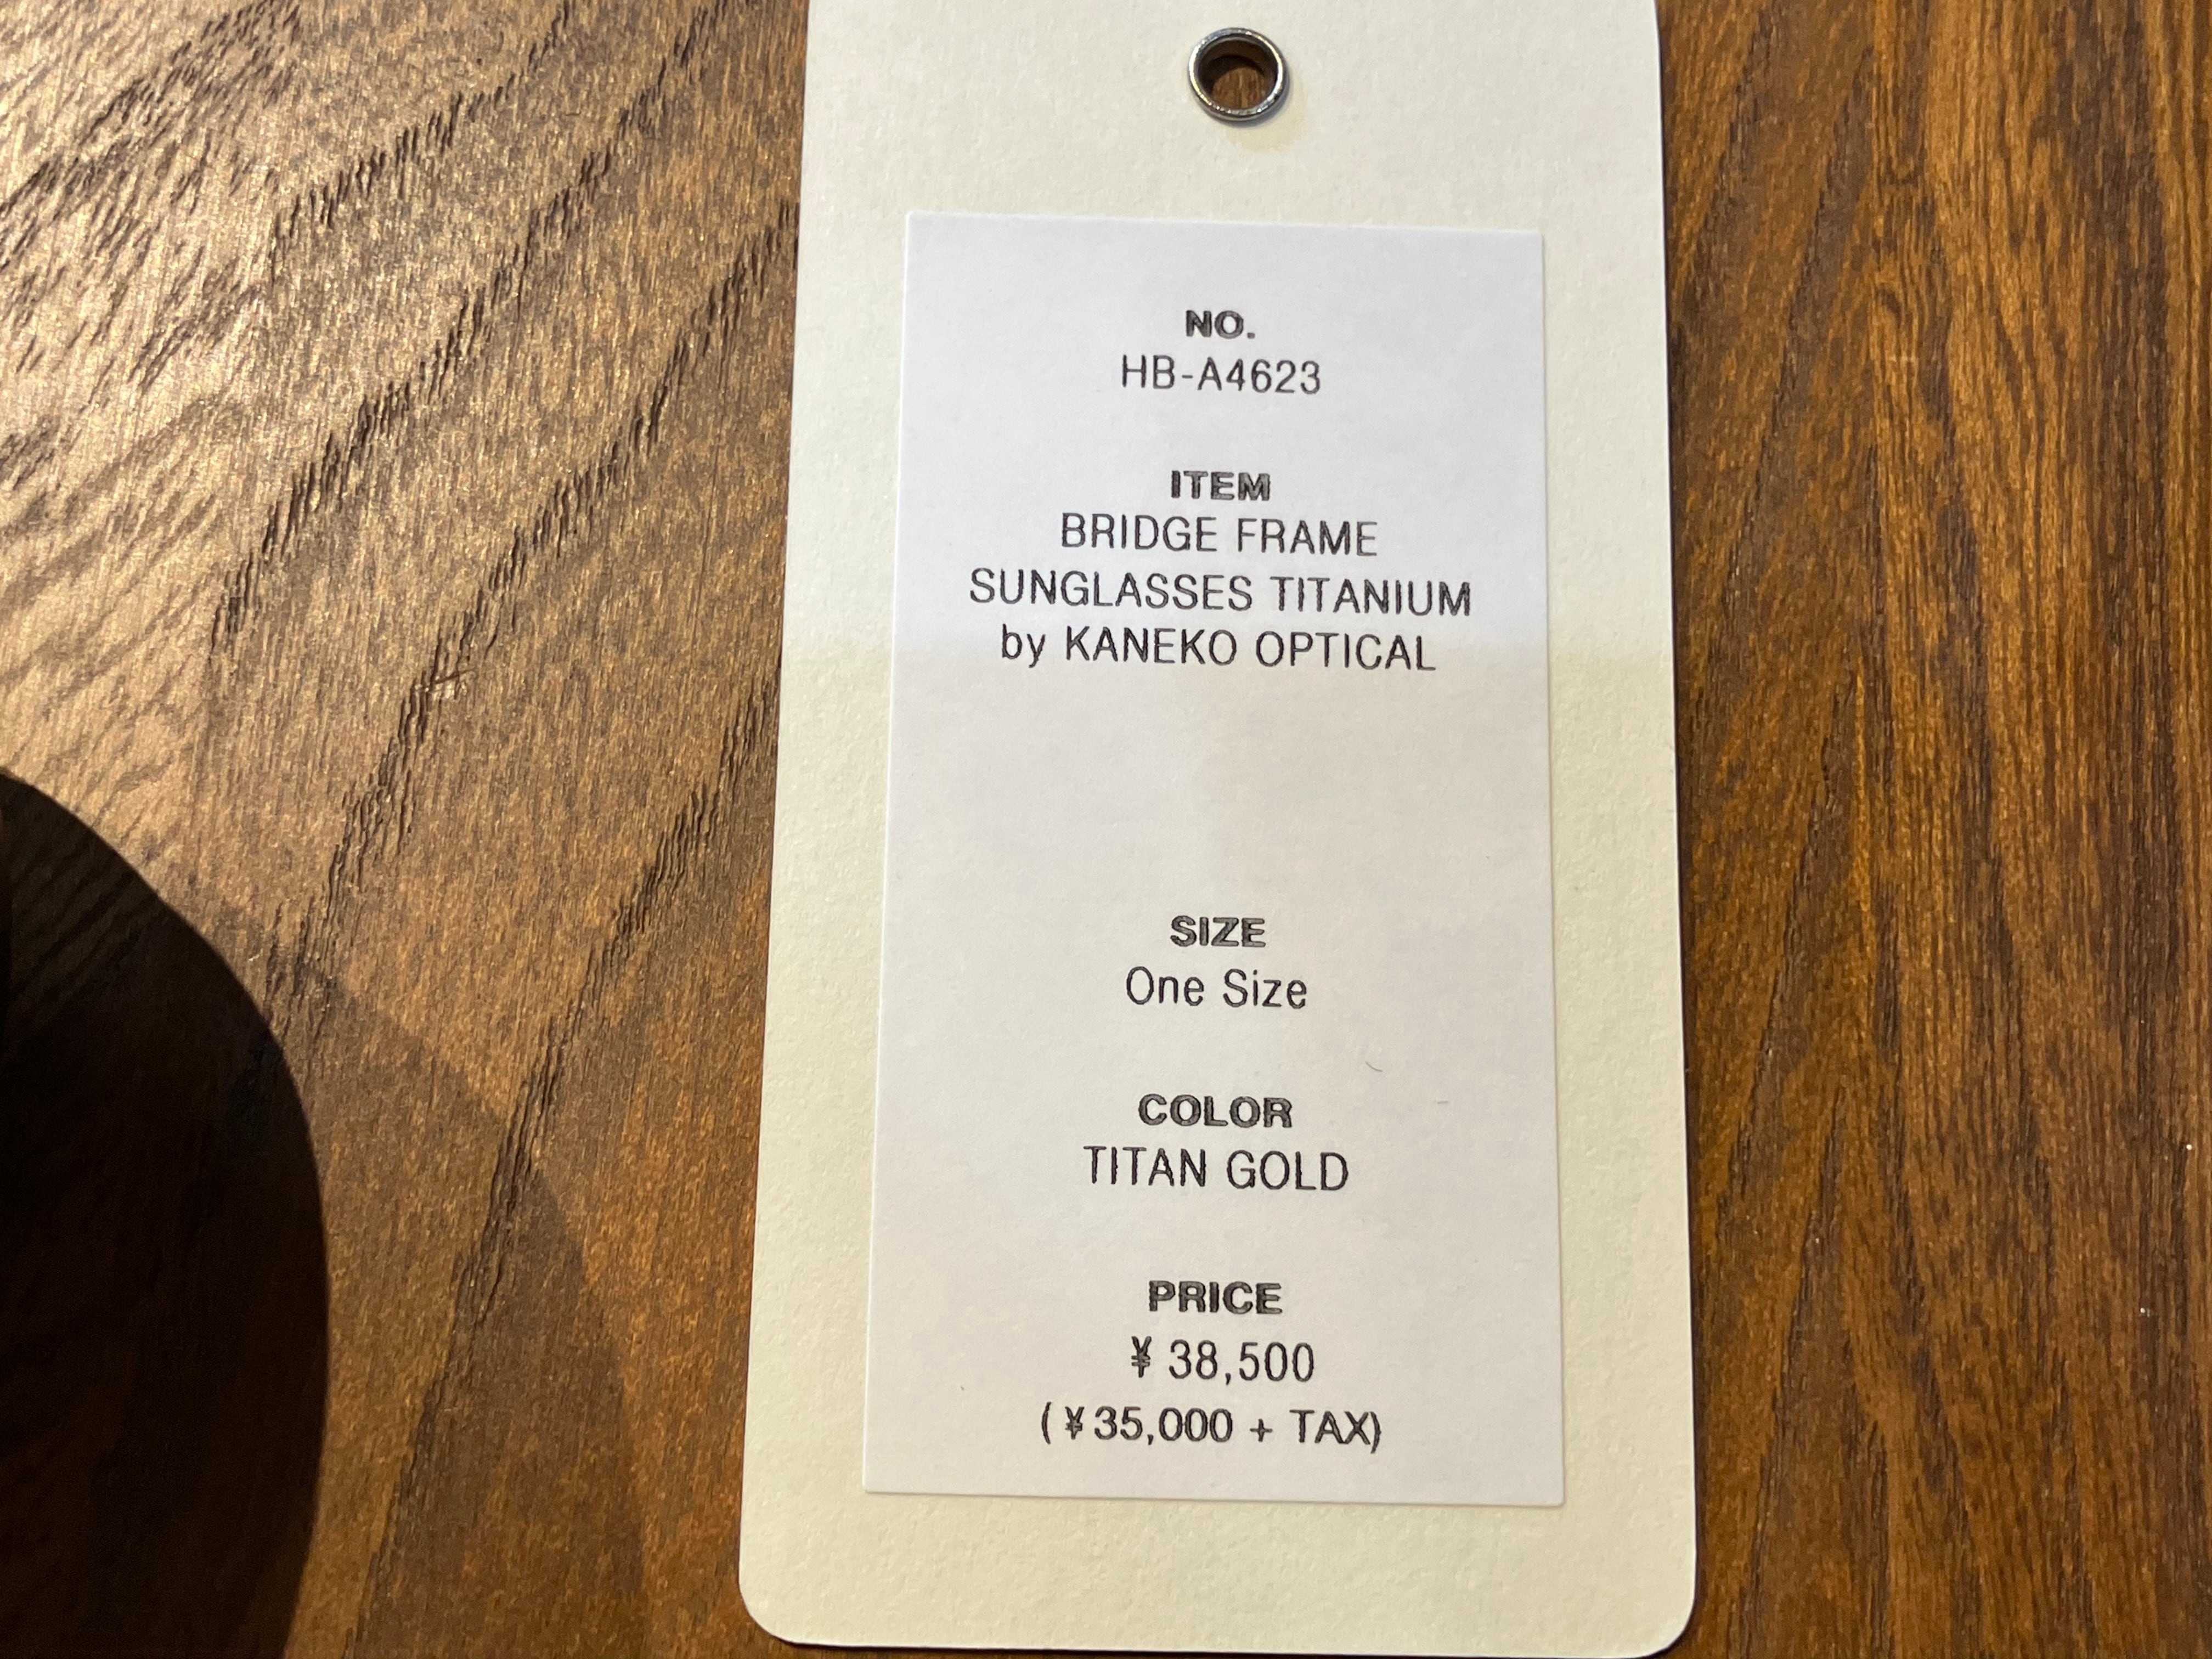 NO.
HB-A4623
ITEM
BRIDGE FRAME
SUNGLASSES TITANIUM
by KANEKO OPTICAL
SIZE
One Size
COLOR
TITAN GOLD
PRICE
¥ 38,500
(¥35,000 + TAX)